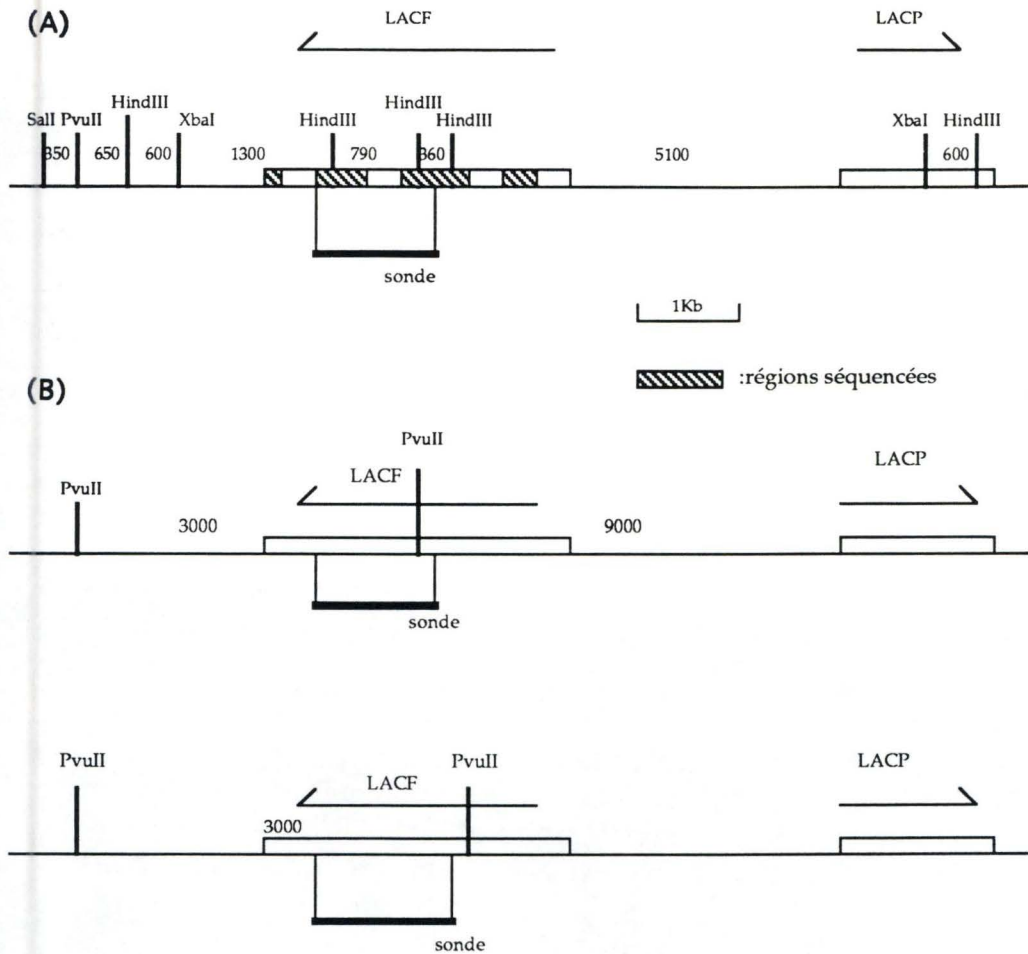 (A)
LACF
LACP
HindIII
HindIII
SalI PvuII
XbaI
HindIII
HindIII
XbaI
HindIII
350
650
600
1300
790
360
5100
600
sonde
1Kb
:régions séquencées
(B)
PvuII
LACF
LACP
PvuII
3000
9000
sonde
PvuII
PvuII
LACP
LACF
3000
sonde